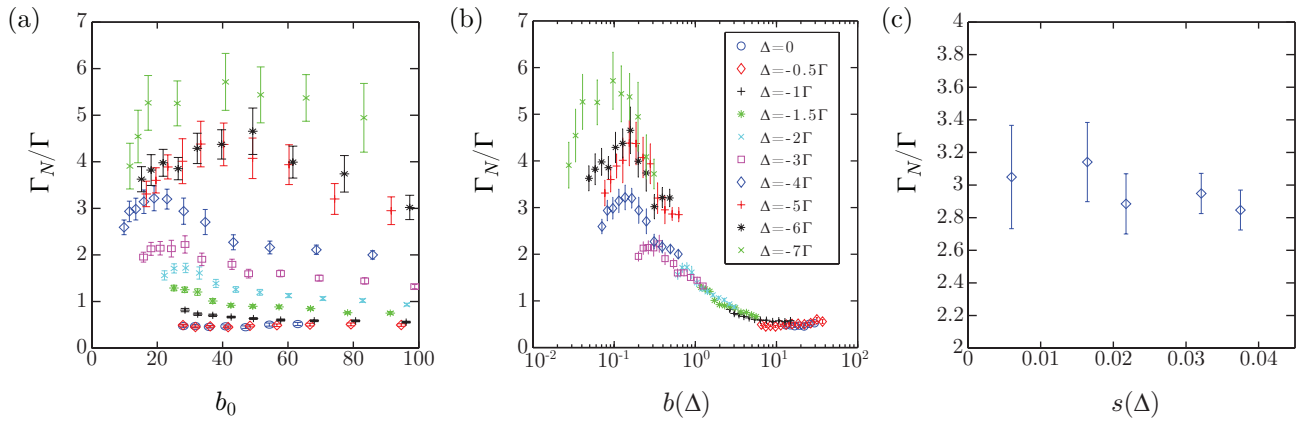 (a)
Γ_N/Γ
6
5
4
3
2
1
0
0 20 40 60 80 100
b_0
(b)
Γ_N/Γ
7
6
5
4
3
2
1
0
10^-2 10^-1 10^0 10^1 10^2
b(Δ)
Δ=0
Δ=-0.5Γ
Δ=-1Γ
Δ=-1.5Γ
Δ=-2Γ
Δ=-3Γ
Δ=-4Γ
Δ=-5Γ
Δ=-6Γ
Δ=-7Γ
(c)
Γ_N/Γ
4
3.8
3.6
3.4
3.2
3
2.8
2.6
2.4
2.2
2
0 0.01 0.02 0.03 0.04
s(Δ)